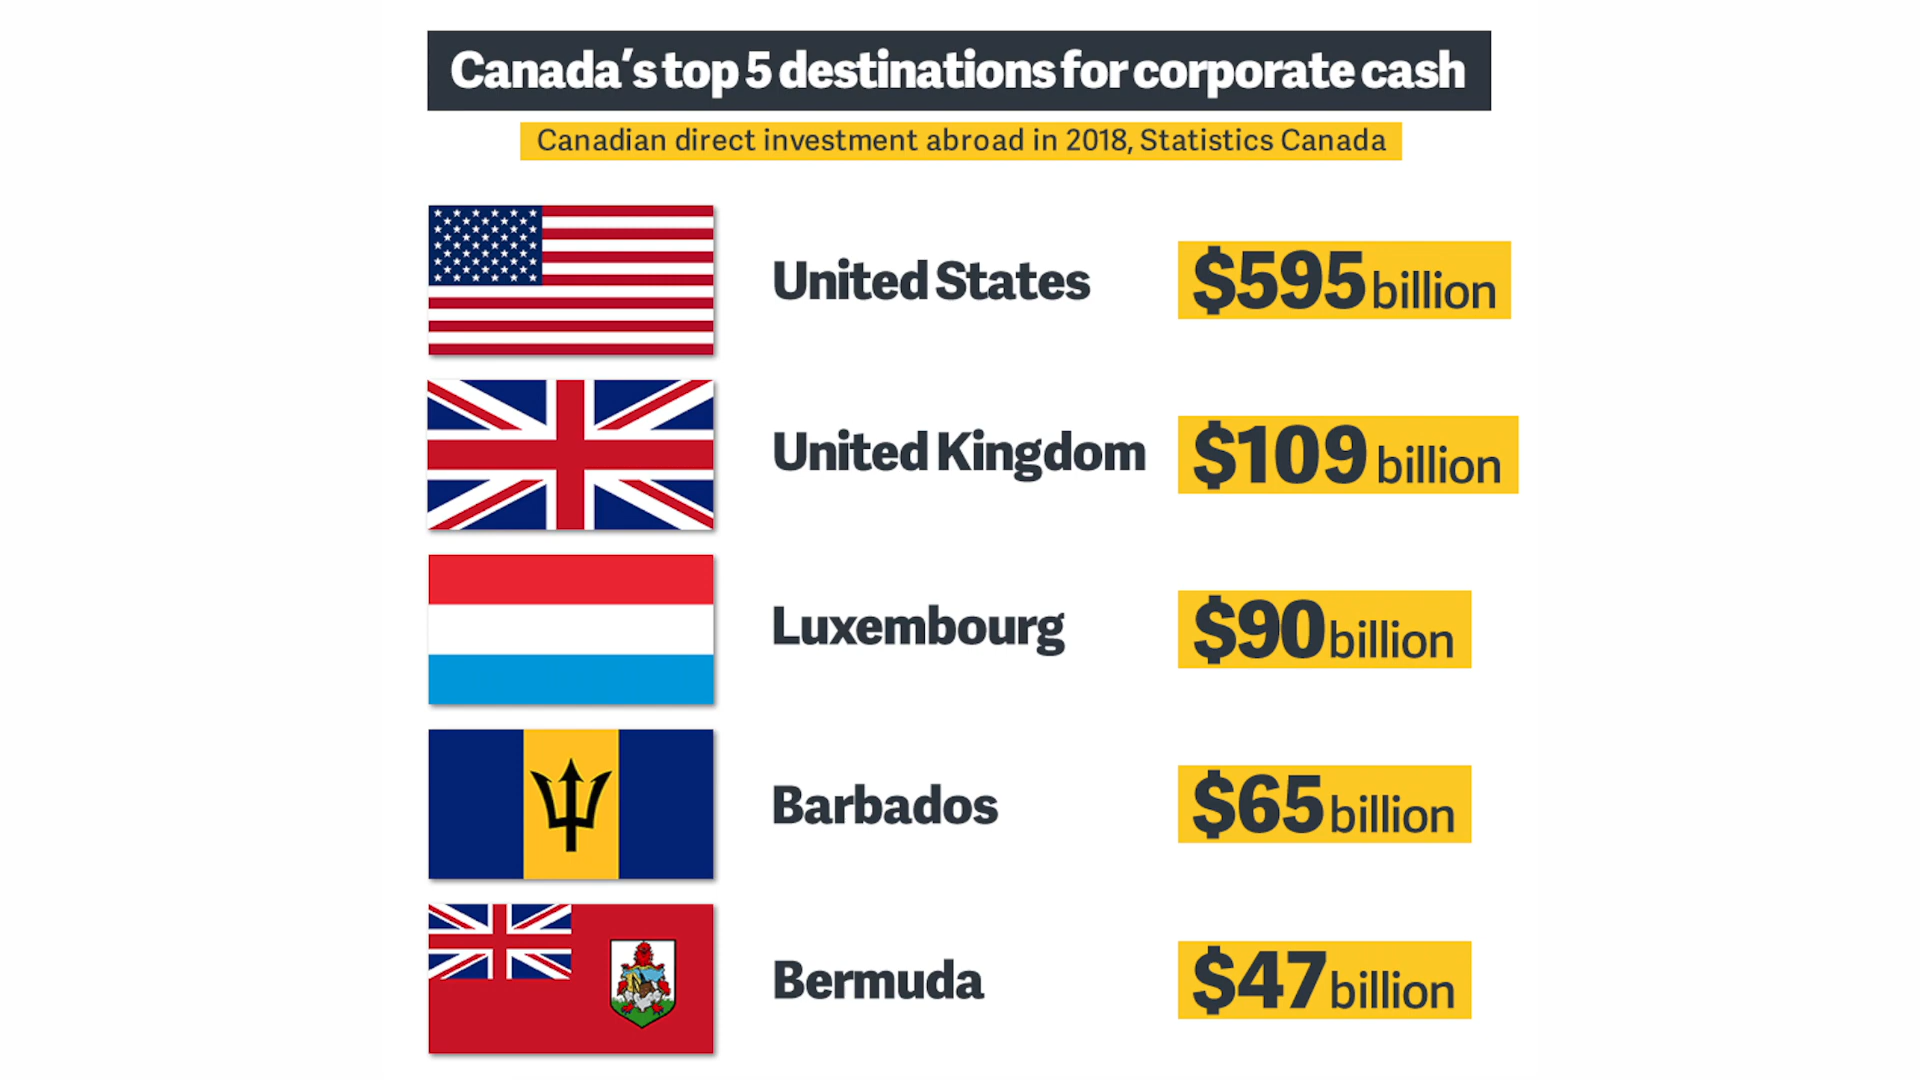 Canada's top 5 destinations for corporate cash
Canadian direct investment abroad in 2018, Statistics Canada
United States $595 billion
United Kingdom $109 billion
Luxembourg $90 billion
Barbados $65 billion
Bermuda $47 billion